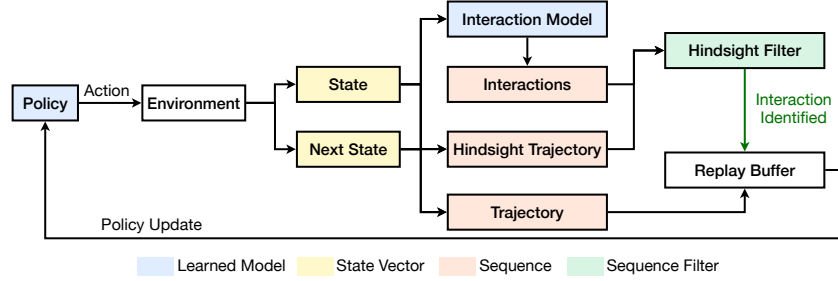 Interaction Model
Hindsight Filter
Policy
Action
Environment
State
Interactions
Interaction
Identified
Next State
Hindsight Trajectory
Replay Buffer
Trajectory
Policy Update
Learned Model
State Vector
Sequence
Sequence Filter